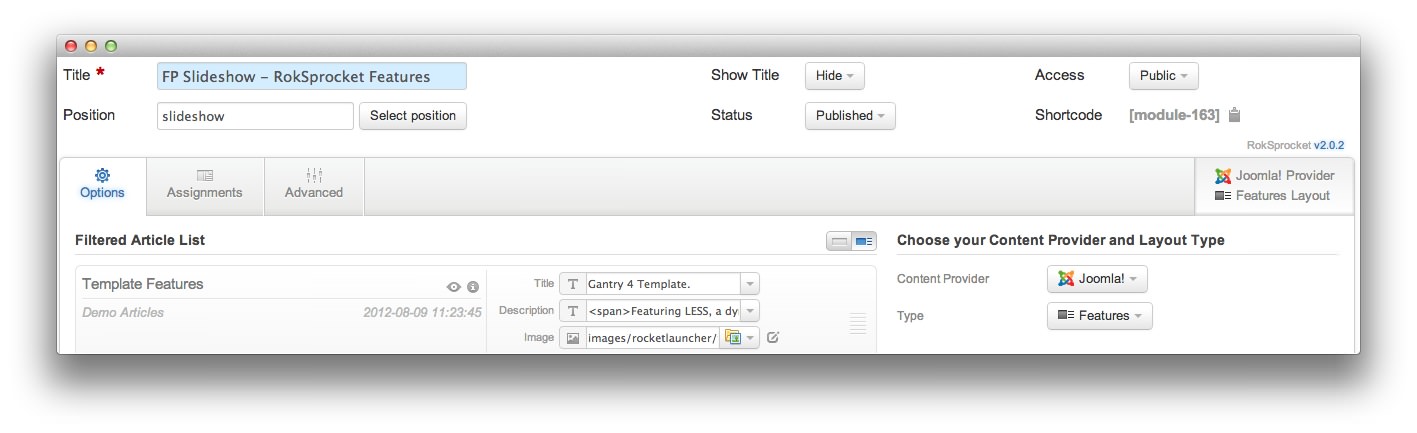 Title * FP Slideshow – RokSprocket Features Show Title Hide Access Public
Position slideshow Select position Status Published Shortcode [module-163]
RokSprocket v2.0.2
Options Assignments Advanced Joomla! Provider
Features Layout
Filtered Article List Choose your Content Provider and Layout Type
Template Features Title Gantry 4 Template. Content Provider Joomla!
Demo Articles 2012-08-09 11:23:45 Description <span>Featuring LESS, a dy Type Features
Image images/rocketlauncher/